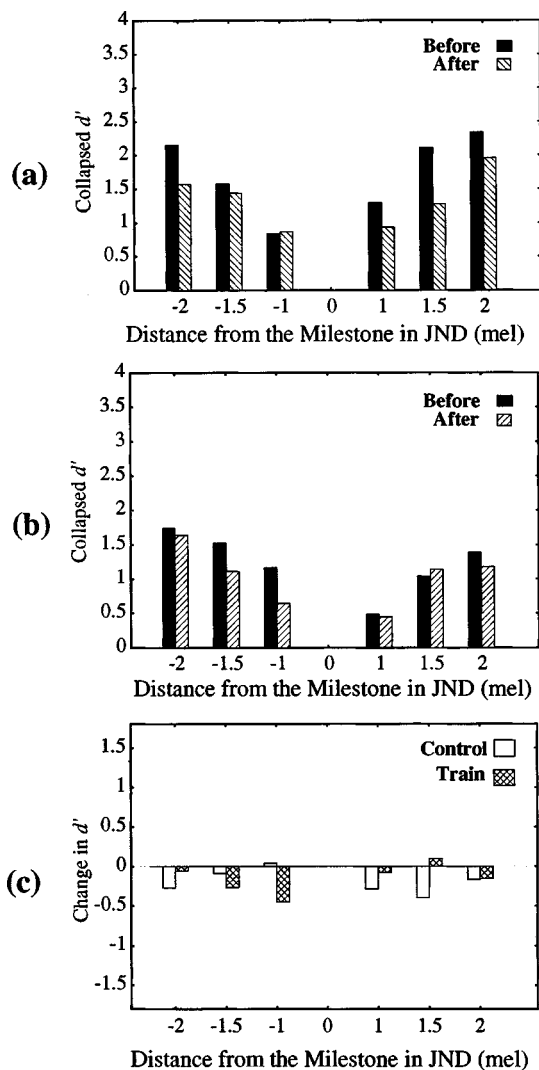 (a)
Collapsed d'
4
3.5
3
2.5
2
1.5
1
0.5
0
Before
After
-2 -1.5 -1 0 1 1.5 2
Distance from the Milestone in JND (mel)
(b)
Collapsed d'
4
3.5
3
2.5
2
1.5
1
0.5
0
Before
After
-2 -1.5 -1 0 1 1.5 2
Distance from the Milestone in JND (mel)
(c)
Change in d'
1.5
1
0.5
0
-0.5
-1
-1.5
Control
Train
-2 -1.5 -1 0 1 1.5 2
Distance from the Milestone in JND (mel)